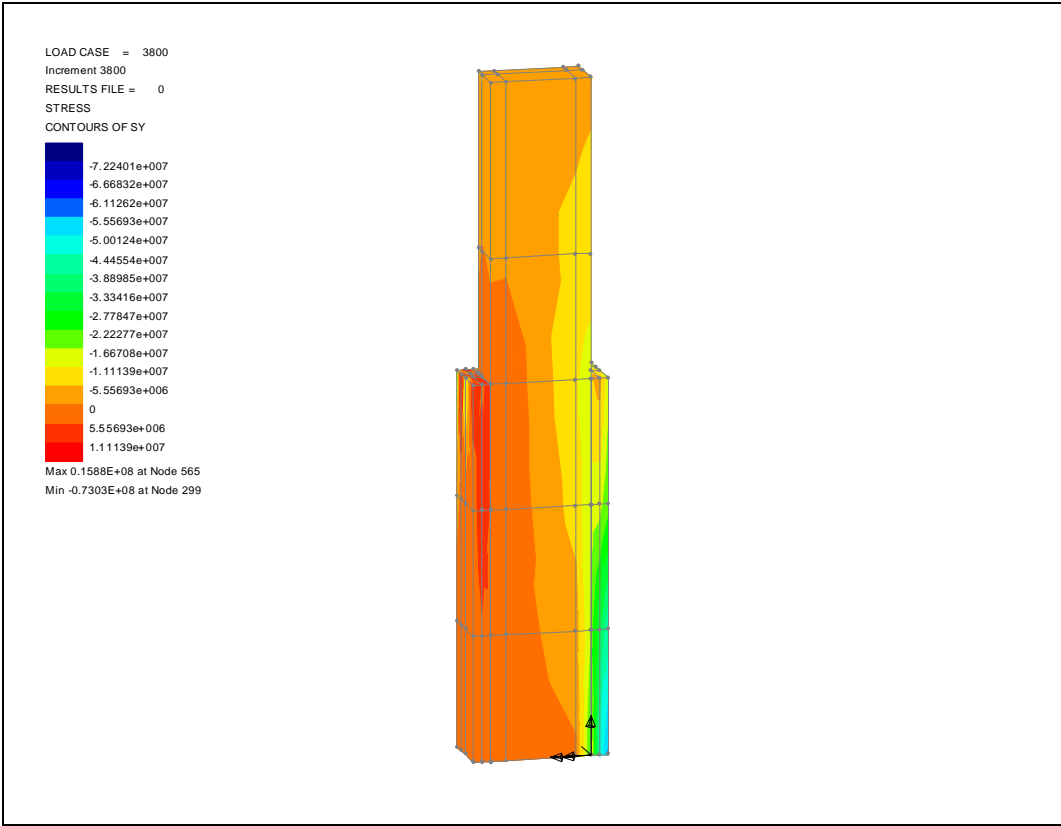 LOAD CASE = 3800
Increment 3800
RESULTS FILE = 0
STRESS
CONTOURS OF SY
-7.22401e+007
-6.66832e+007
-6.11262e+007
-5.55693e+007
-5.00124e+007
-4.44554e+007
-3.88985e+007
-3.33416e+007
-2.77847e+007
-2.22277e+007
-1.66708e+007
-1.11139e+007
-5.55693e+006
0
5.55693e+006
1.11139e+007
Max 0.1588E+08 at Node 565
Min -0.7303E+08 at Node 299